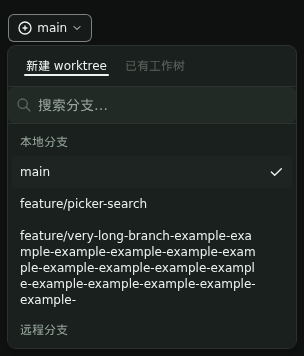 main
新建 worktree
已有工作树
搜索分支...
本地分支
main
feature/picker-search
feature/very-long-branch-example-exa
mple-example-example-example-exam
ple-example-example-example-exampl
e-example-example-example-example-
example-
远程分支